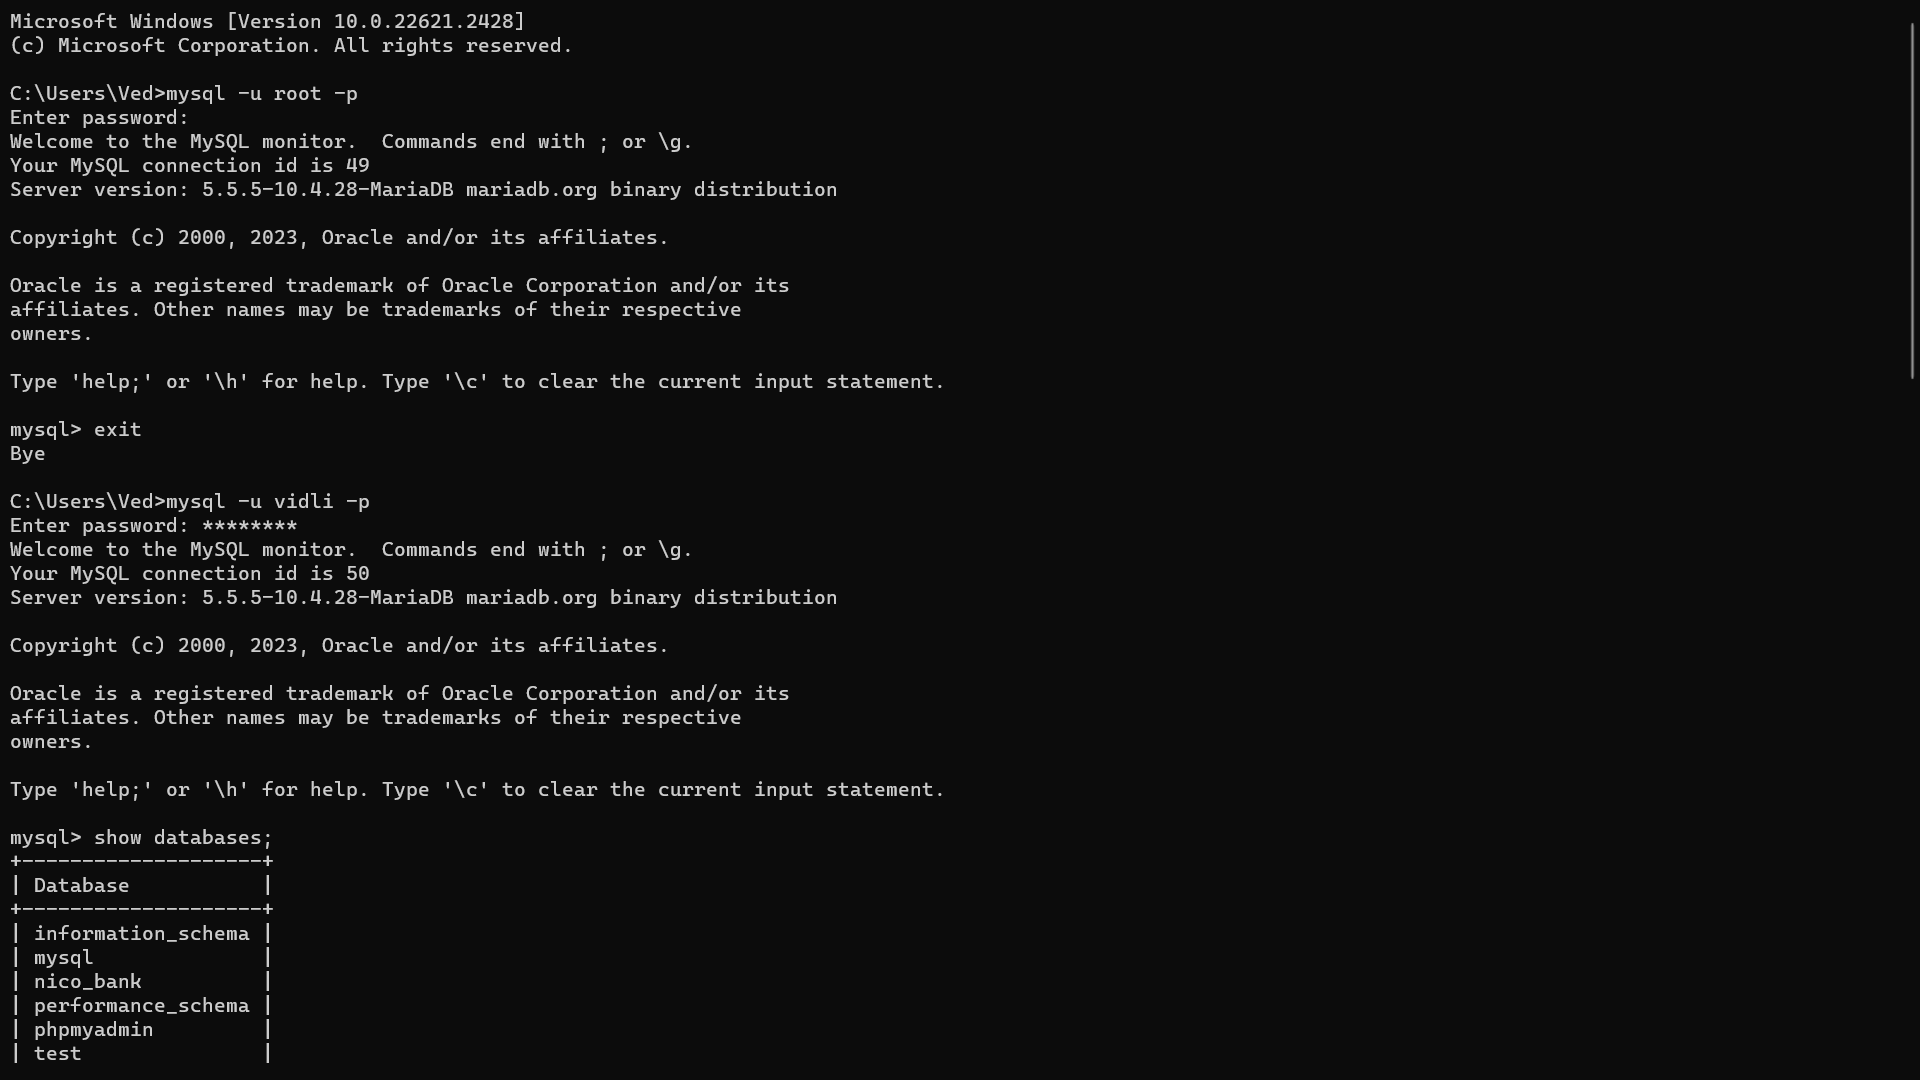 Microsoft Windows [Version 10.0.22621.2428]
(c) Microsoft Corporation. All rights reserved.
C:\Users\Ved>mysql -u root -p
Enter password:
Welcome to the MySQL monitor.  Commands end with ; or \g.
Your MySQL connection id is 49
Server version: 5.5.5-10.4.28-MariaDB mariadb.org binary distribution
Copyright (c) 2000, 2023, Oracle and/or its affiliates.
Oracle is a registered trademark of Oracle Corporation and/or its
affiliates. Other names may be trademarks of their respective
owners.
Type 'help;' or '\h' for help. Type '\c' to clear the current input statement.
mysql> exit
Bye
C:\Users\Ved>mysql -u vidli -p
Enter password: ********
Welcome to the MySQL monitor.  Commands end with ; or \g.
Your MySQL connection id is 50
Server version: 5.5.5-10.4.28-MariaDB mariadb.org binary distribution
Copyright (c) 2000, 2023, Oracle and/or its affiliates.
Oracle is a registered trademark of Oracle Corporation and/or its
affiliates. Other names may be trademarks of their respective
owners.
Type 'help;' or '\h' for help. Type '\c' to clear the current input statement.
mysql> show databases;
+--------------------+
| Database           |
+--------------------+
| information_schema |
| mysql              |
| nico_bank          |
| performance_schema |
| phpmyadmin         |
| test               |